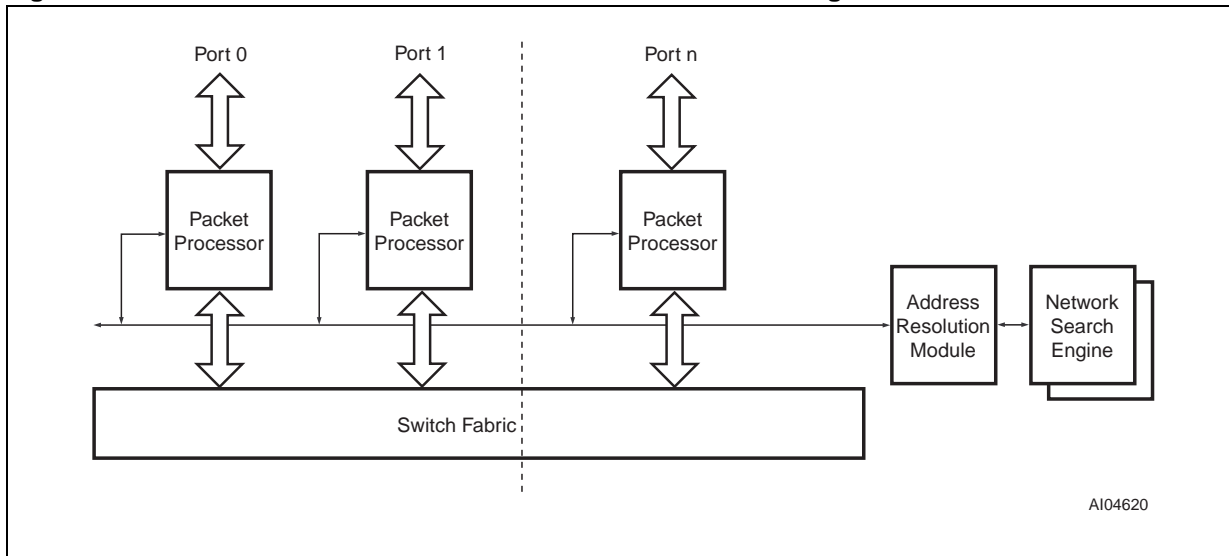 Port 0
Port 1
Port n
Packet
Processor
Packet
Processor
Packet
Processor
Address
Resolution
Module
Network
Search
Engine
Switch Fabric
AI04620